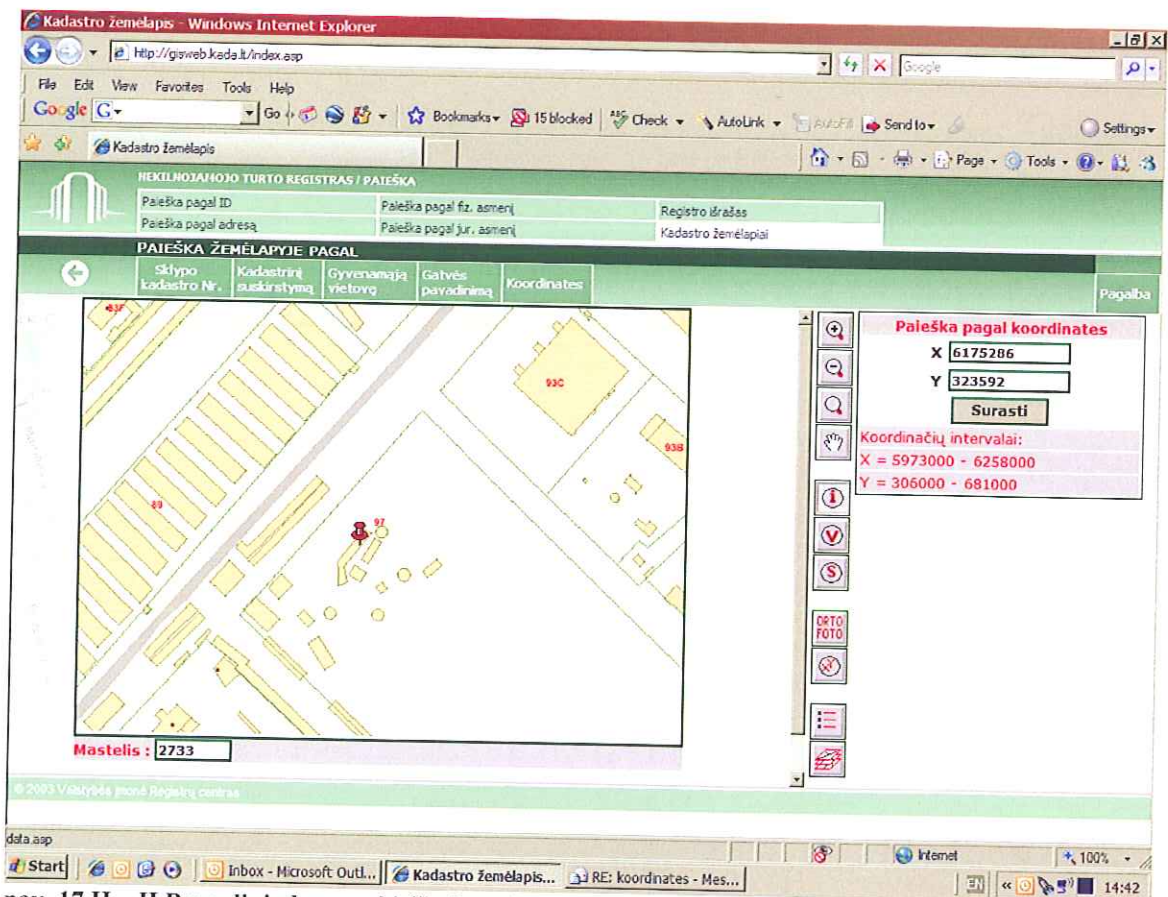 Kadastro žemėlapis - Windows Internet Explorer
http://gisweb.kada.lt/index.asp
Google
File Edit View Favorites Tools Help
Google G Go Bookmarks 15 blocked Check AutoLink AutoFill Send to Settings
Kadastro žemėlapis
Page Tools
NEKILNOJAMOJO TURTO REGISTRAS / PAIEŠKA
Paieška pagal ID Paieška pagal fiz. asmenį Registro išrašas
Paieška pagal adresą Paieška pagal jur. asmenį Kadastro žemėlapiai
PAIEŠKA ŽEMĖLAPYJE PAGAL
Sklypo kadastro Nr. Kadastrinį suskirstymą Gyvenamąją vietovę Gatvės pavadinimą Koordinates
Pagalba
93F
93C
93B
89
97
Paieška pagal koordinates
X 6175286
Y 323592
Surasti
Koordinačių intervalai:
X = 5973000 - 6258000
Y = 306000 - 681000
i
V
S
ORTO
FOTO
Mastelis : 2733
© 2003 Valstybės įmonė Registrų centras
data.asp
Internet 100%
Start Inbox - Microsoft Outl... Kadastro žemėlapis... RE: koordinates - Mes... EN 14:42